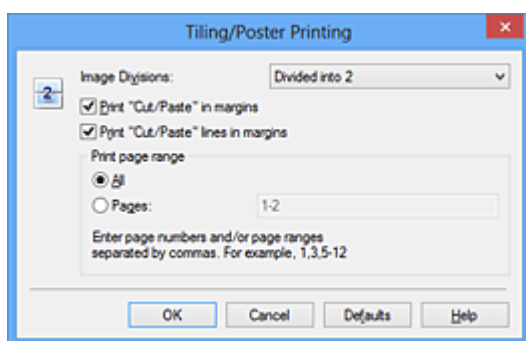 Tiling/Poster Printing
2
Image Divisions: Divided into 2
Print "Cut/Paste" in margins
Print "Cut/Paste" lines in margins
Print page range
All
Pages: 1-2
Enter page numbers and/or page ranges
separated by commas. For example, 1,3,5-12
OK Cancel Defaults Help